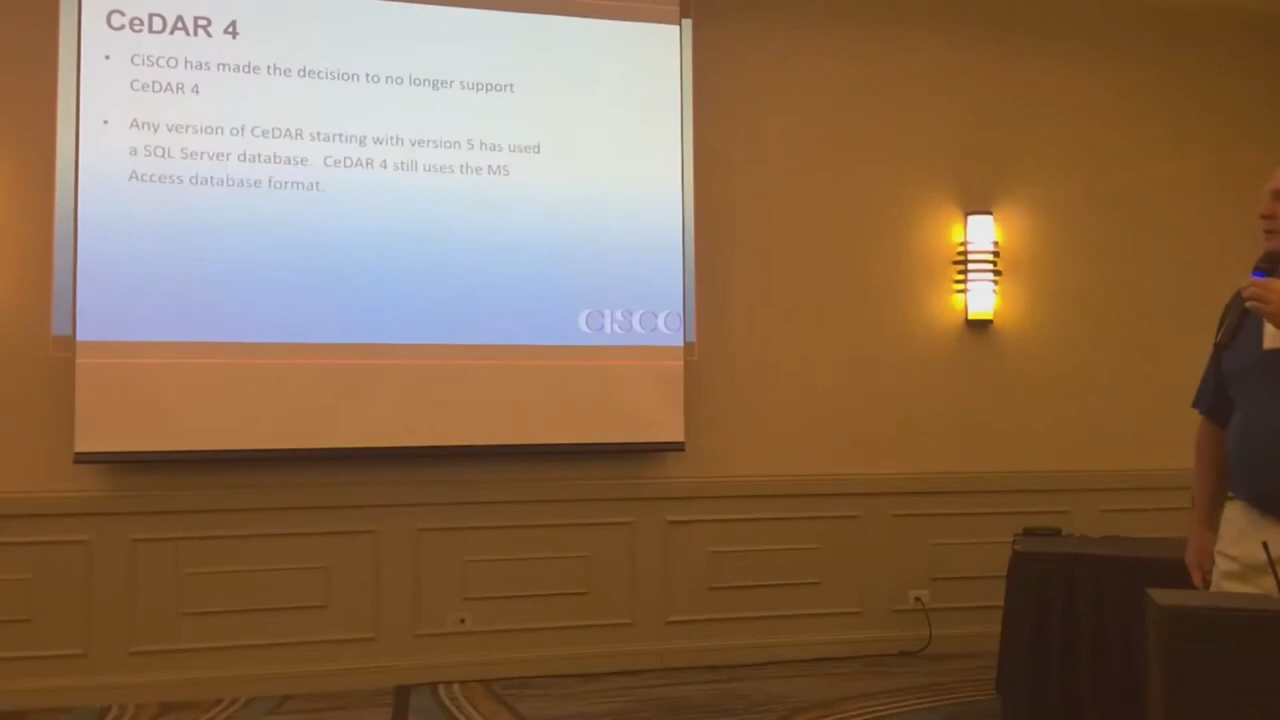 CeDAR 4
• CiSCO has made the decision to no longer support
CeDAR 4
• Any version of CeDAR starting with version 5 has used
a SQL Server database. CeDAR 4 still uses the MS
Access database format.
CISCO